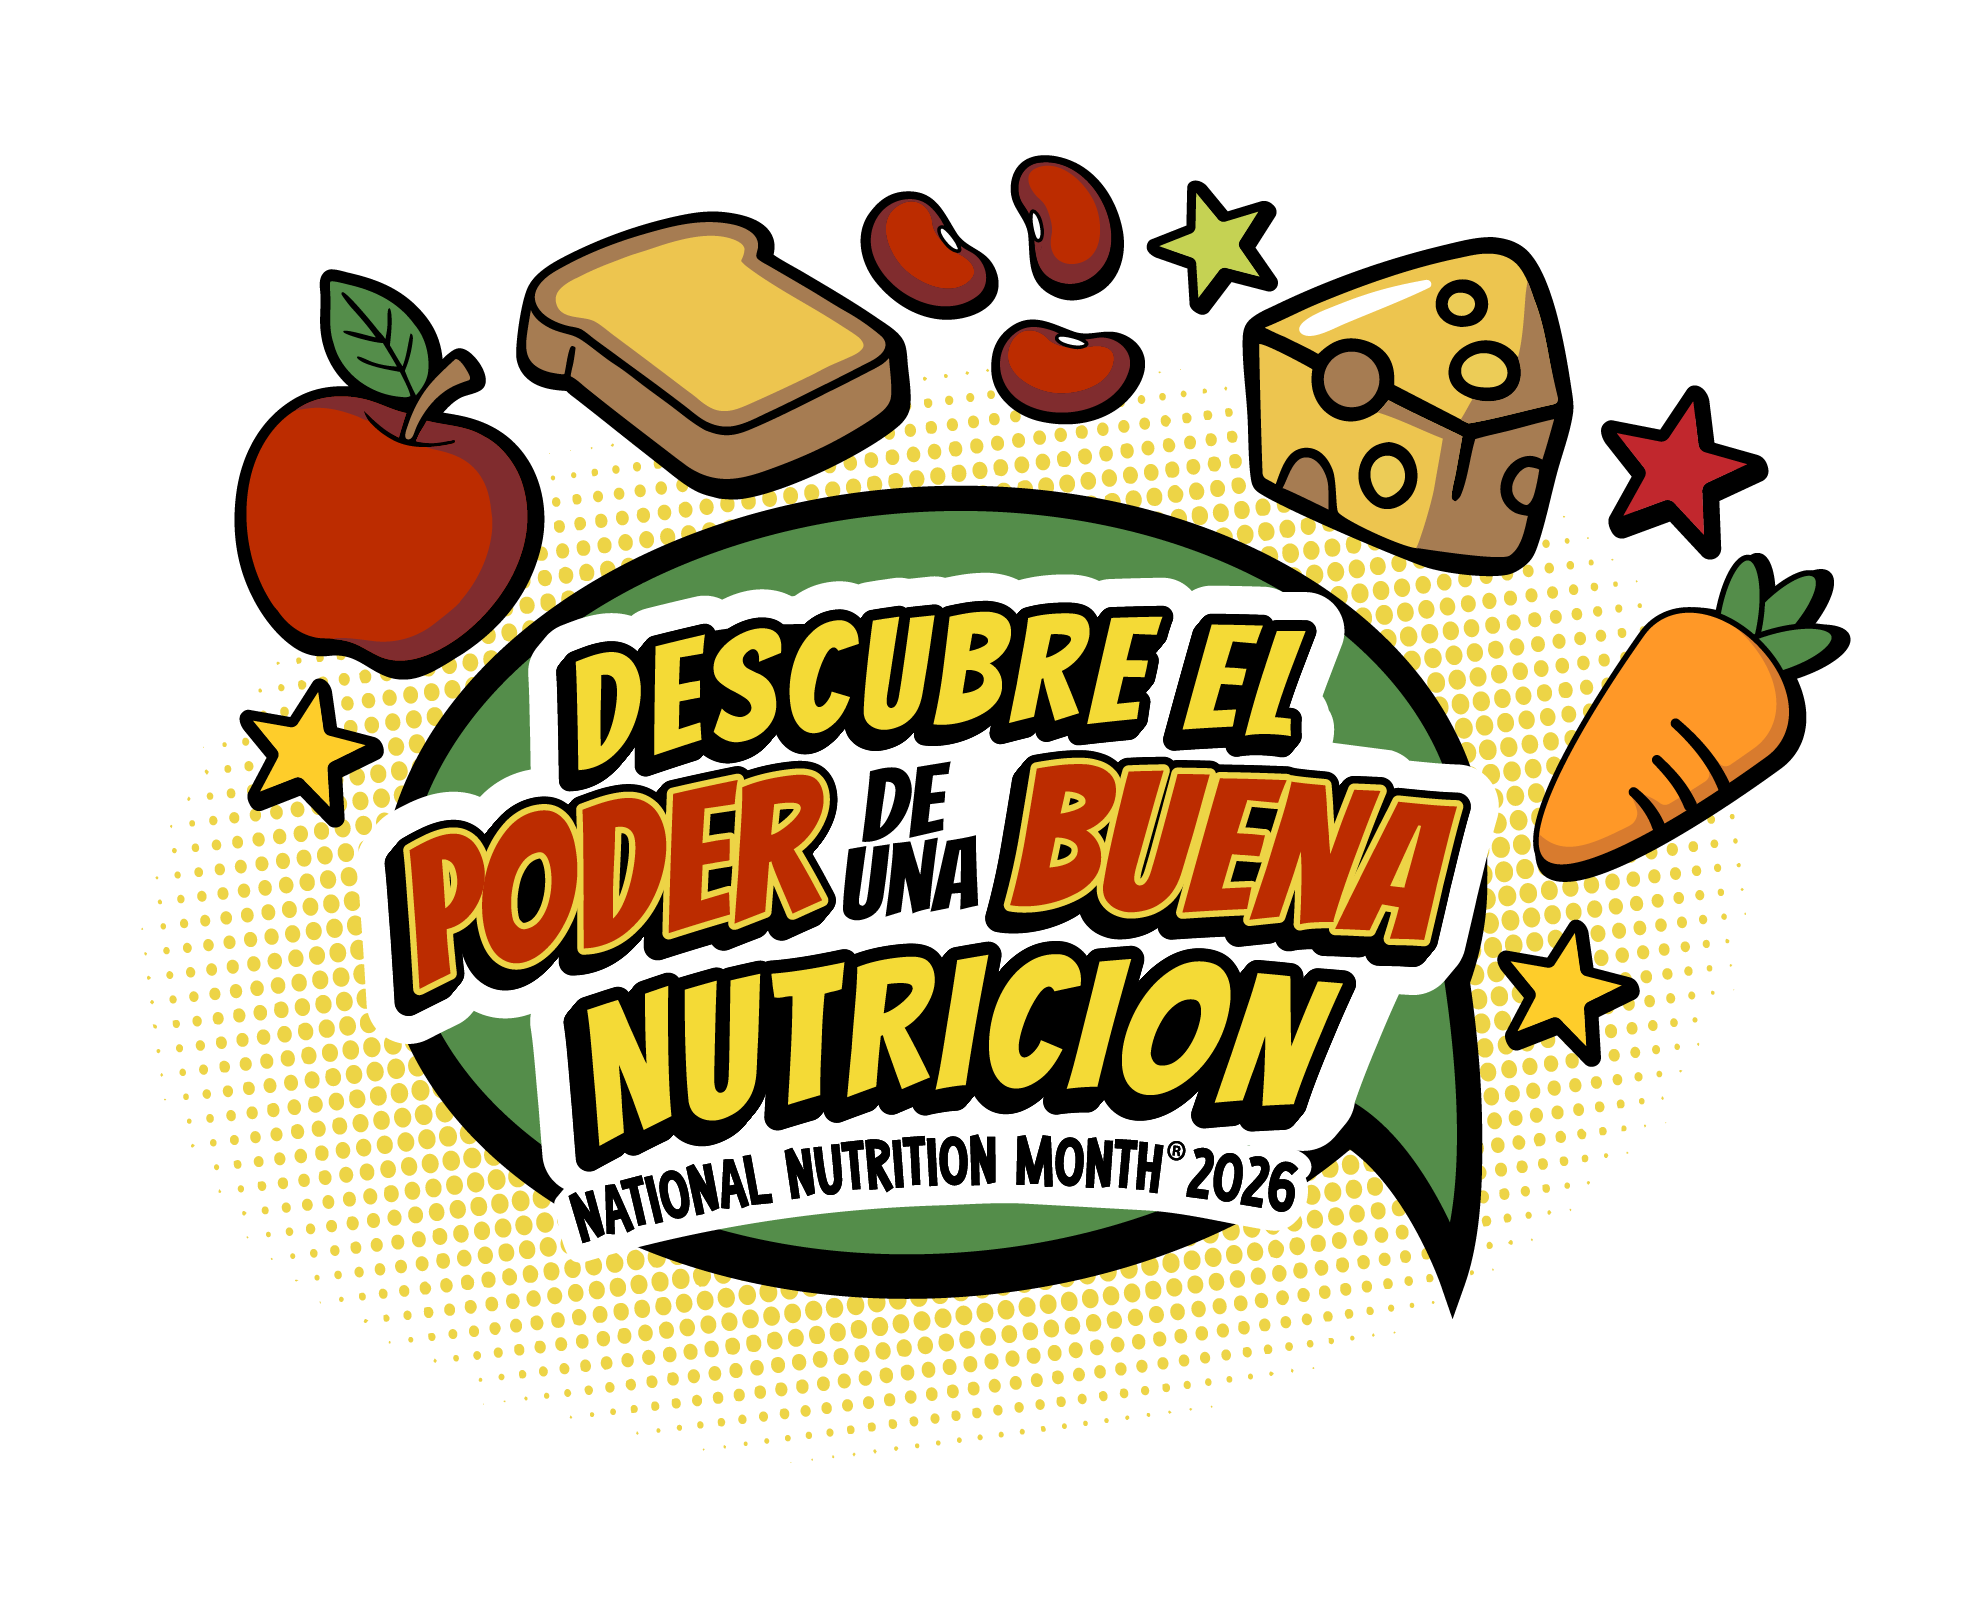 DESCUBRE EL
PODER DE UNA BUENA
NUTRICION
NATIONAL NUTRITION MONTH® 2026